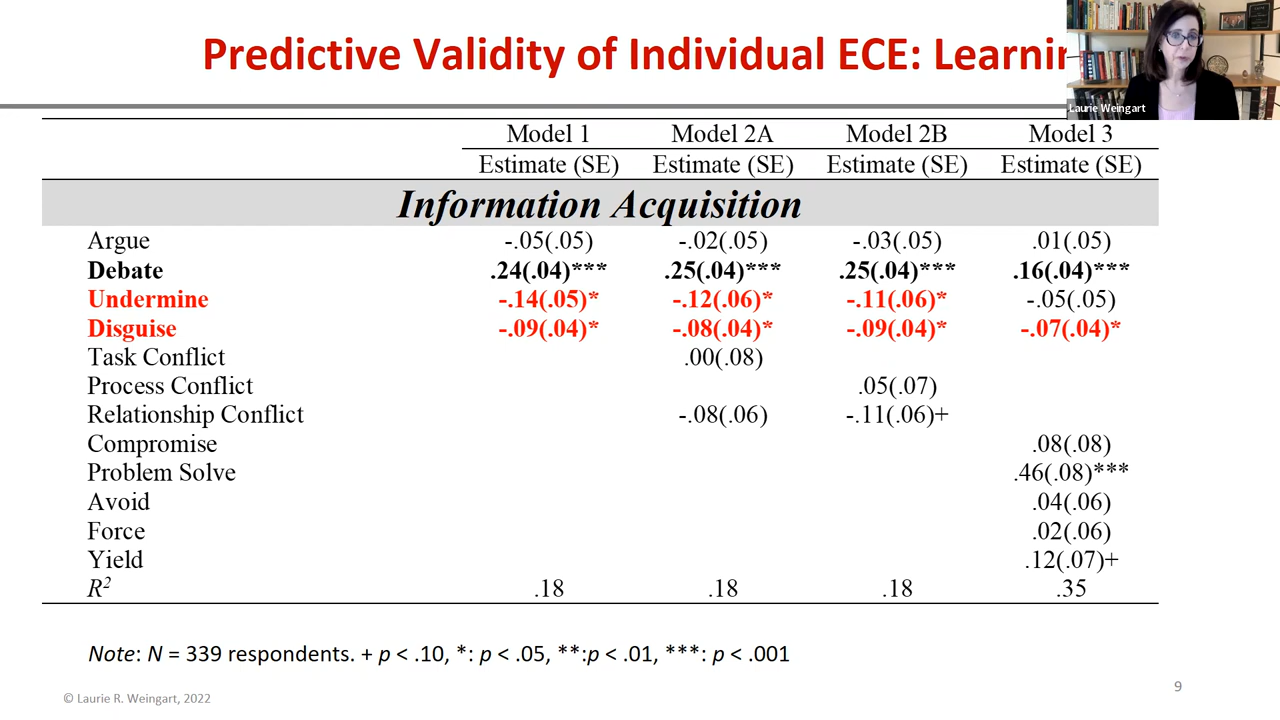 Predictive Validity of Individual ECE: Learnin
Laurie Weingart
Model 1 Model 2A Model 2B Model 3
Estimate (SE) Estimate (SE) Estimate (SE) Estimate (SE)
Information Acquisition
Argue -.05(.05) -.02(.05) -.03(.05) .01(.05)
Debate .24(.04)*** .25(.04)*** .25(.04)*** .16(.04)***
Undermine -.14(.05)* -.12(.06)* -.11(.06)* -.05(.05)
Disguise -.09(.04)* -.08(.04)* -.09(.04)* -.07(.04)*
Task Conflict .00(.08)
Process Conflict .05(.07)
Relationship Conflict -.08(.06) -.11(.06)+
Compromise .08(.08)
Problem Solve .46(.08)***
Avoid .04(.06)
Force .02(.06)
Yield .12(.07)+
R² .18 .18 .18 .35
Note: N = 339 respondents. + p < .10, *: p < .05, **:p < .01, ***: p < .001
© Laurie R. Weingart, 2022
9